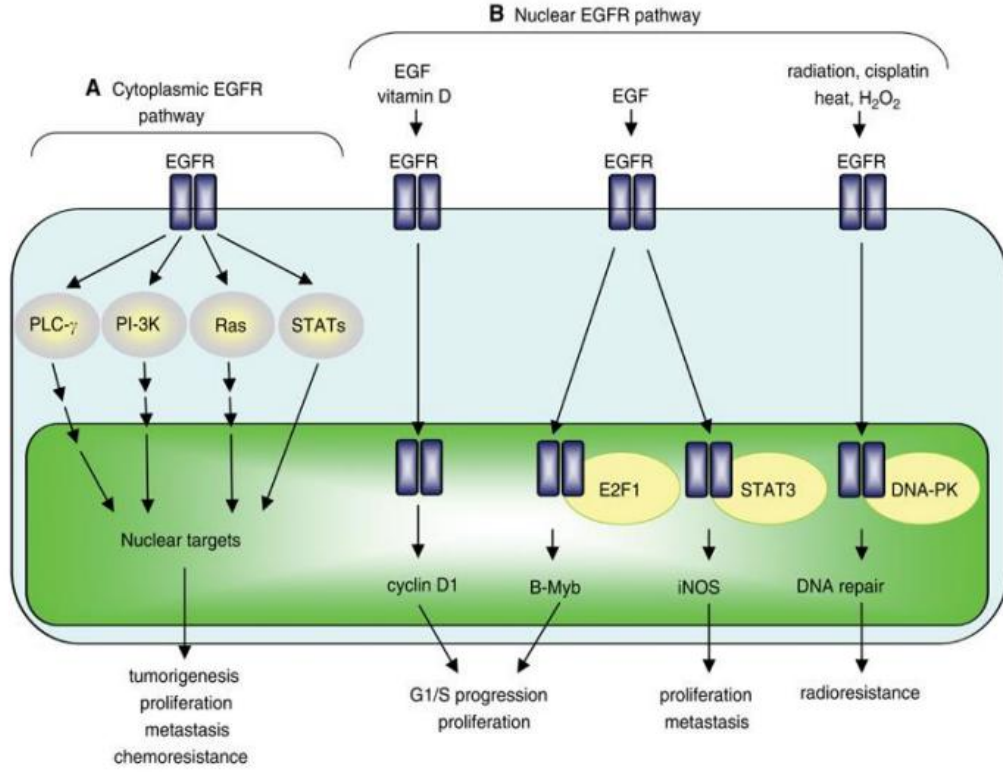 B Nuclear EGFR pathway
A Cytoplasmic EGFR
pathway
EGF
vitamin D
EGF
radiation, cisplatin
heat, H₂O₂
EGFR
EGFR
EGFR
EGFR
PLC-γ
PI-3K
Ras
STATs
E2F1
STAT3
DNA-PK
Nuclear targets
cyclin D1
B-Myb
iNOS
DNA repair
tumorigenesis
proliferation
metastasis
chemoresistance
G1/S progression
proliferation
proliferation
metastasis
radioresistance